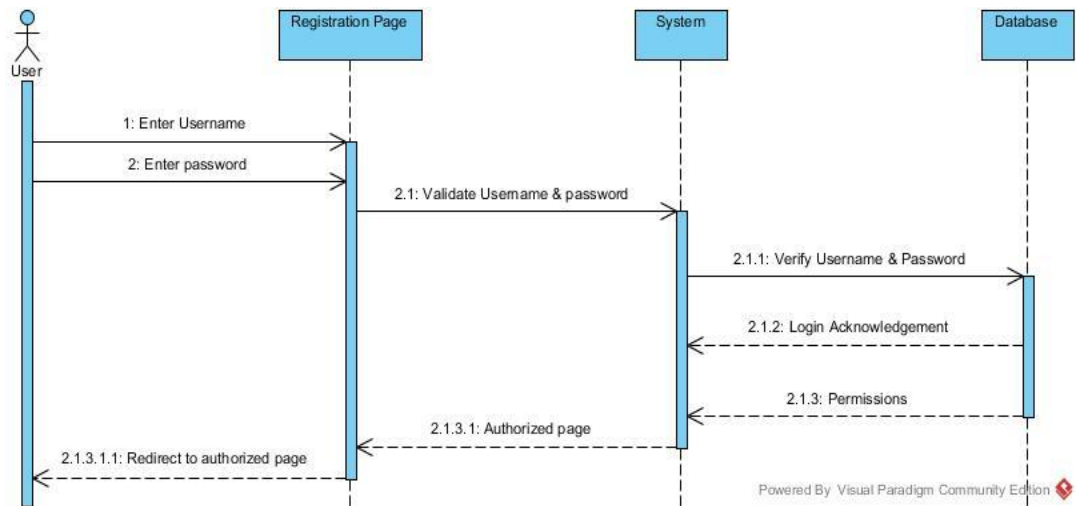 Registration Page
System
Database
User
1: Enter Username
2: Enter password
2.1: Validate Username & password
2.1.1: Verify Username & Password
2.1.2: Login Acknowledgement
2.1.3: Permissions
2.1.3.1: Authorized page
2.1.3.1.1: Redirect to authorized page
Powered By Visual Paradigm Community Edition